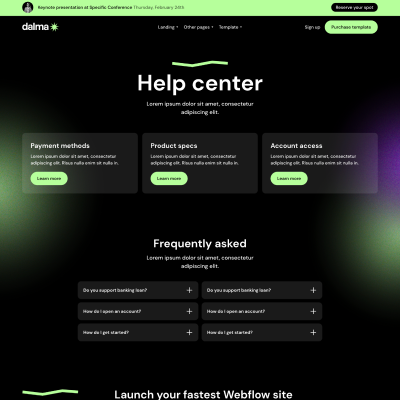 Keynote presentation at Specific Conference Thursday, February 24th
Reserve your spot
dalma
Landing
Other pages
Template
Sign up
Purchase template
Help center
Lorem ipsum dolor sit amet, consectetur
adipiscing elit.
Payment methods
Lorem ipsum dolor sit amet, consectetur
adipiscing elit. Risus nulla enim sit nulla in.
Learn more
Product specs
Lorem ipsum dolor sit amet, consectetur
adipiscing elit. Risus nulla enim sit nulla in.
Learn more
Account access
Lorem ipsum dolor sit amet, consectetur
adipiscing elit. Risus nulla enim sit nulla in.
Learn more
Frequently asked
Lorem ipsum dolor sit amet, consectetur
adipiscing elit.
Do you support banking loan?
Do you support banking loan?
How do I open an account?
How do I open an account?
How do I get started?
How do I get started?
Launch your fastest Webflow site